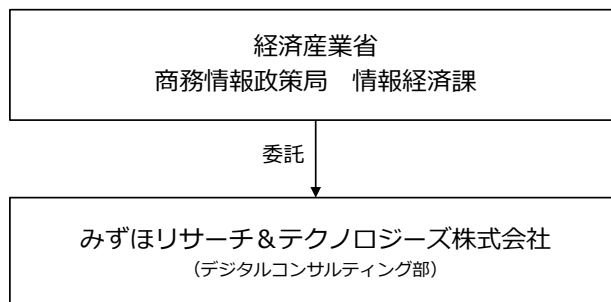 経済産業省
商務情報政策局　情報経済課
委託
みずほリサーチ＆テクノロジーズ株式会社
（デジタルコンサルティング部）